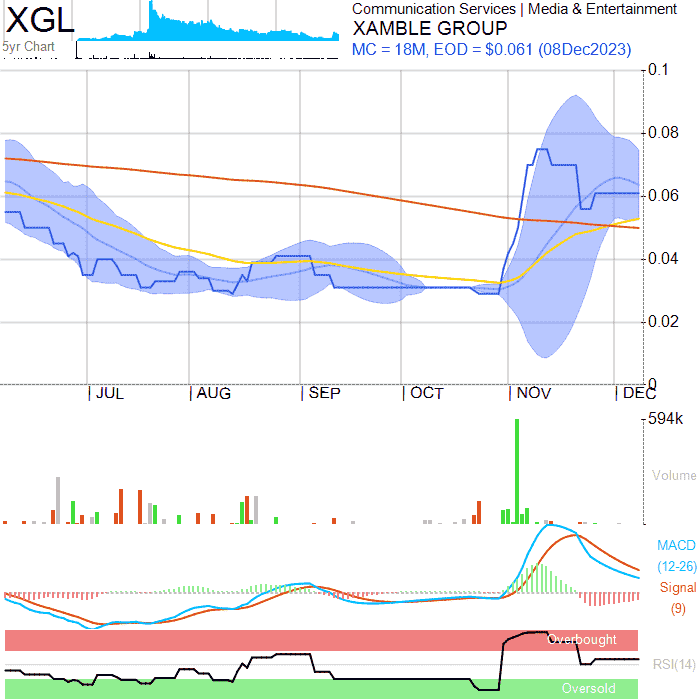 XGL
5yr Chart
Communication Services | Media & Entertainment
XAMBLE GROUP
MC = 18M, EOD = $0.061 (08Dec2023)
0.1
0.08
0.06
0.04
0.02
0
JUL AUG SEP OCT NOV DEC
594k
Volume
MACD
(12-26)
Signal
(9)
Overbought
RSI(14)
Oversold